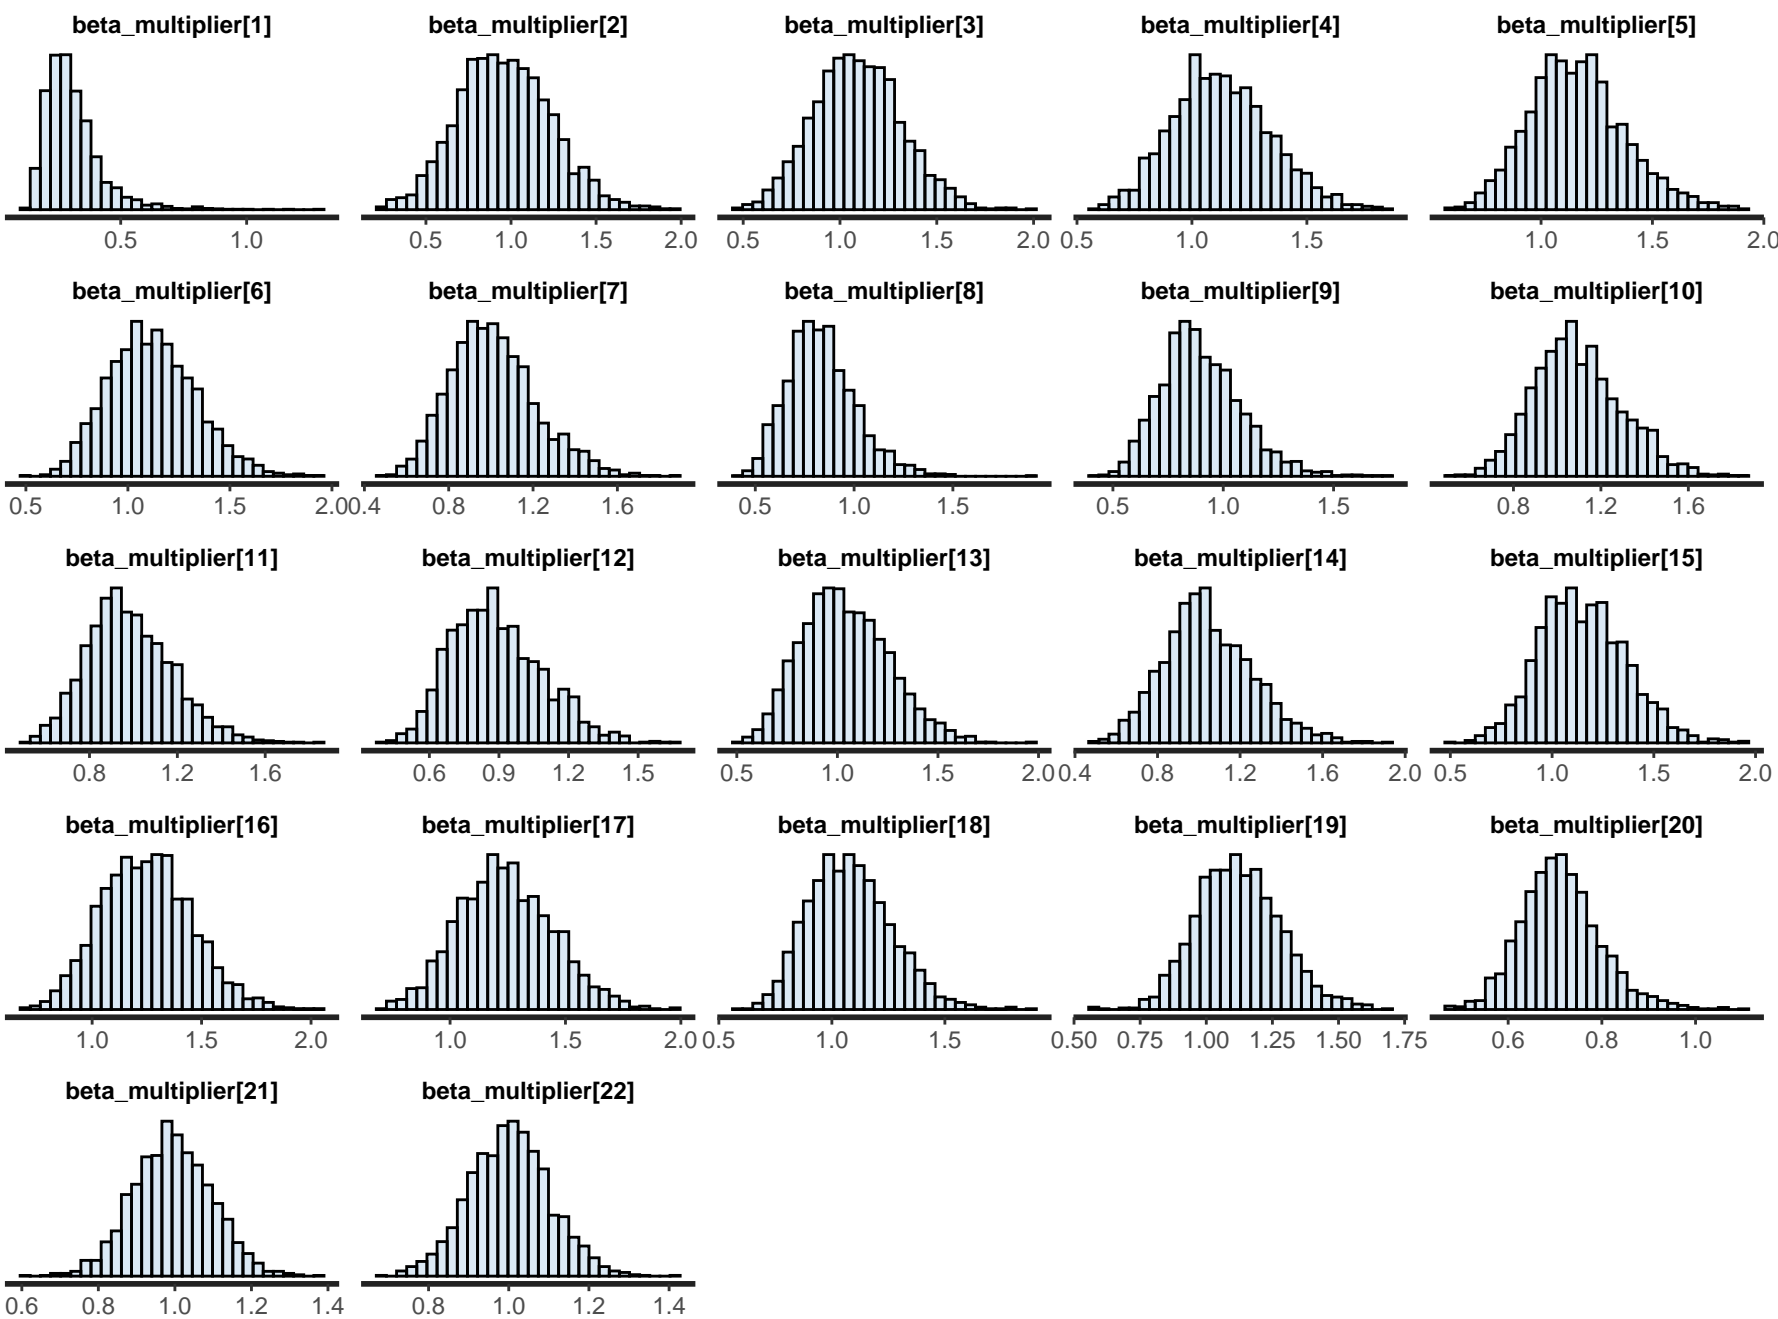 beta_multiplier[1] beta_multiplier[2] beta_multiplier[3] beta_multiplier[4] beta_multiplier[5]
0.5 1.0 0.5 1.0 1.5 2.0 0.5 1.0 1.5 2.0 0.5 1.0 1.5 1.0 1.5 2.0
beta_multiplier[6] beta_multiplier[7] beta_multiplier[8] beta_multiplier[9] beta_multiplier[10]
0.5 1.0 1.5 2.0 0.4 0.8 1.2 1.6 0.5 1.0 1.5 0.5 1.0 1.5 0.8 1.2 1.6
beta_multiplier[11] beta_multiplier[12] beta_multiplier[13] beta_multiplier[14] beta_multiplier[15]
0.8 1.2 1.6 0.6 0.9 1.2 1.5 0.5 1.0 1.5 2.0 0.4 0.8 1.2 1.6 2.0 0.5 1.0 1.5 2.0
beta_multiplier[16] beta_multiplier[17] beta_multiplier[18] beta_multiplier[19] beta_multiplier[20]
1.0 1.5 2.0 1.0 1.5 2.0 0.5 1.0 1.5 0.50 0.75 1.00 1.25 1.50 1.75 0.6 0.8 1.0
beta_multiplier[21] beta_multiplier[22]
0.6 0.8 1.0 1.2 1.4 0.8 1.0 1.2 1.4